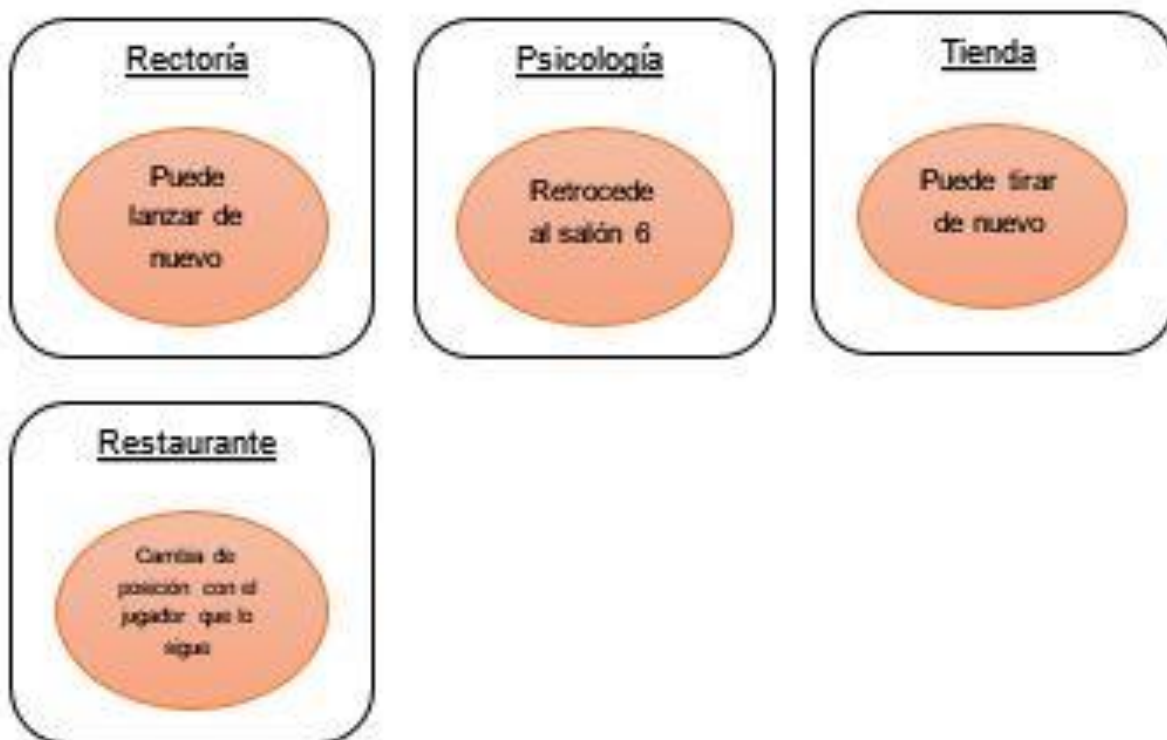 Rectoría
Puede
lanzar de
nuevo
Psicología
Retrocede
al salón 6
Tienda
Puede tirar
de nuevo
Restaurante
Cambia de
posición con el
jugador que lo
sigue